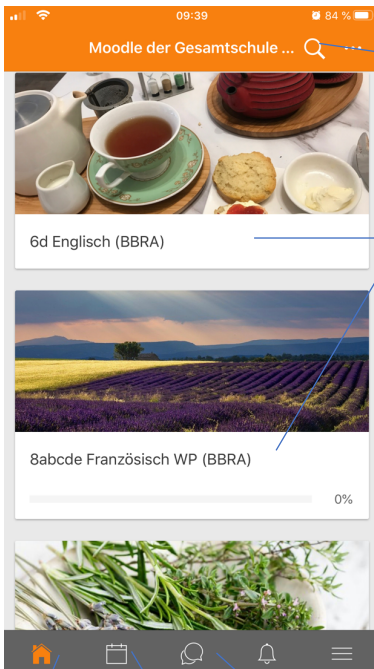 09:39
84 %
Moodle der Gesamtschule ...
6d Englisch (BBRA)
8abcde Französisch WP (BBRA)
0%